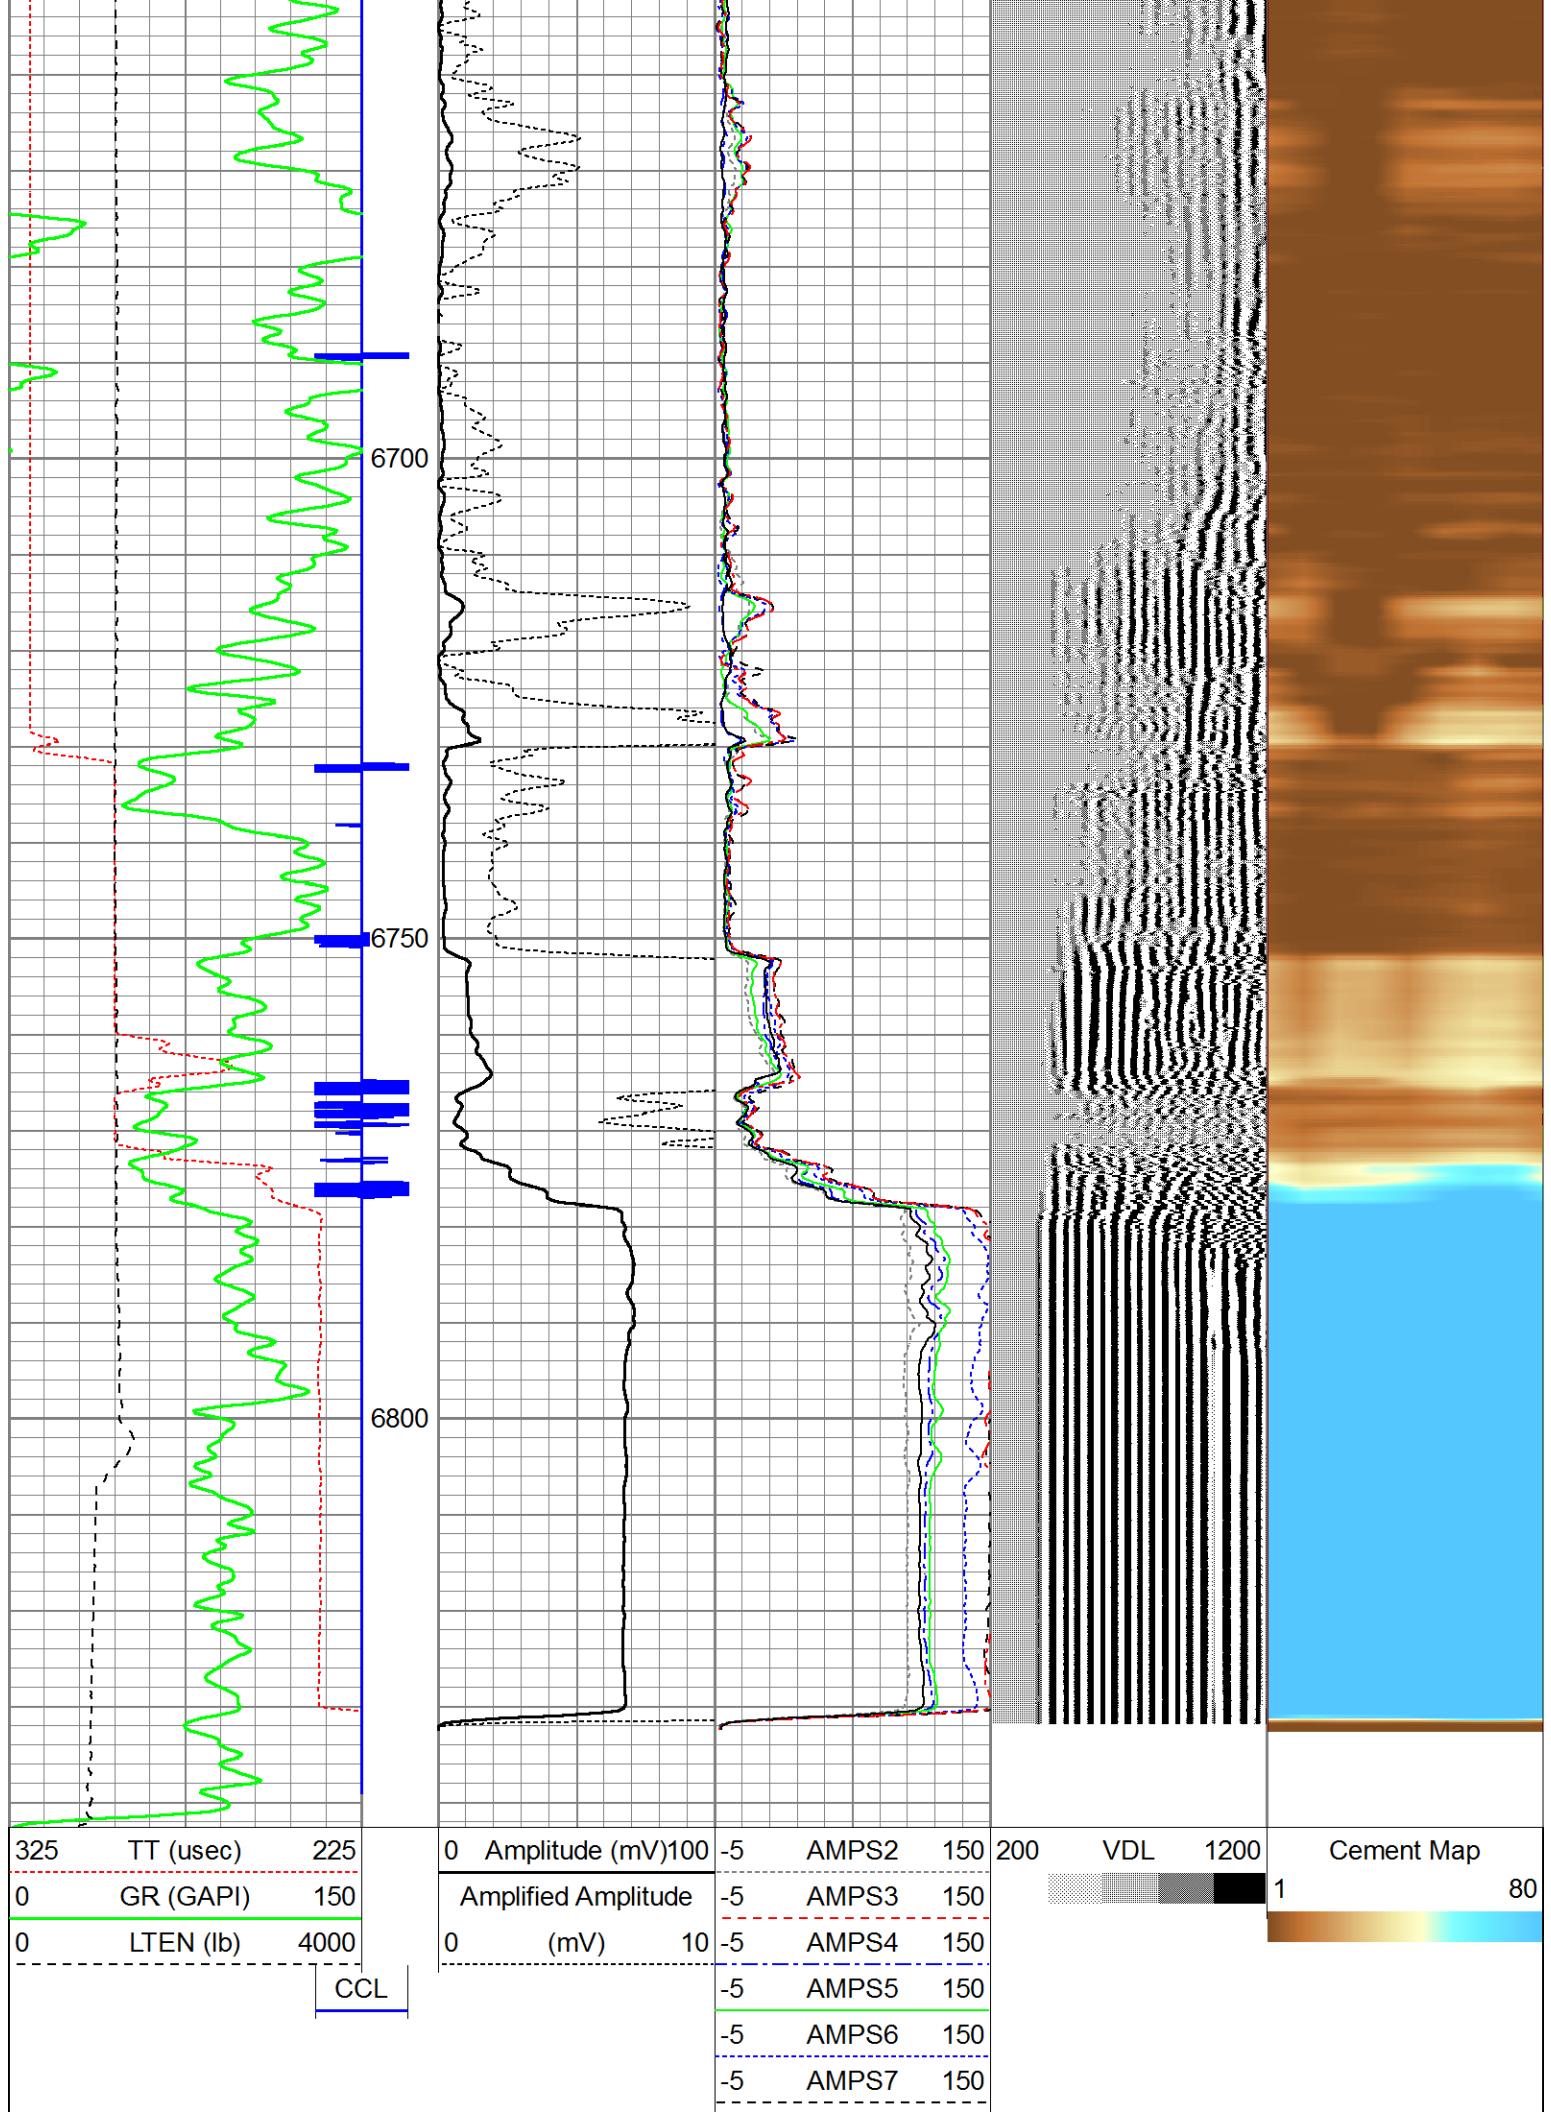 6700
6750
6800
325 TT (usec) 225
0 GR (GAPI) 150
0 LTEN (lb) 4000
CCL
0 Amplitude (mV) 100
Amplified Amplitude
0 (mV) 10
-5 AMPS2 150
-5 AMPS3 150
-5 AMPS4 150
-5 AMPS5 150
-5 AMPS6 150
-5 AMPS7 150
200 VDL 1200
Cement Map
1 80